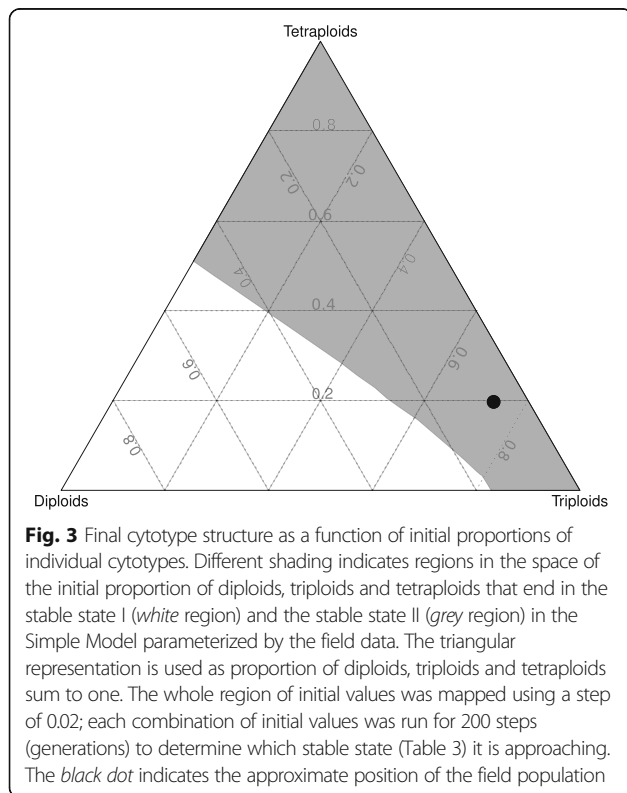 Tetraploids
0.8
0.2 0.2
0.6
0.4 0.4
0.4
0.6 0.6
0.2
0.8 0.8
Diploids Triploids
Fig. 3 Final cytotype structure as a function of initial proportions of
individual cytotypes. Different shading indicates regions in the space of
the initial proportion of diploids, triploids and tetraploids that end in the
stable state I (white region) and the stable state II (grey region) in the
Simple Model parameterized by the field data. The triangular
representation is used as proportion of diploids, triploids and tetraploids
sum to one. The whole region of initial values was mapped using a step
of 0.02; each combination of initial values was run for 200 steps
(generations) to determine which stable state (Table 3) it is approaching.
The black dot indicates the approximate position of the field population